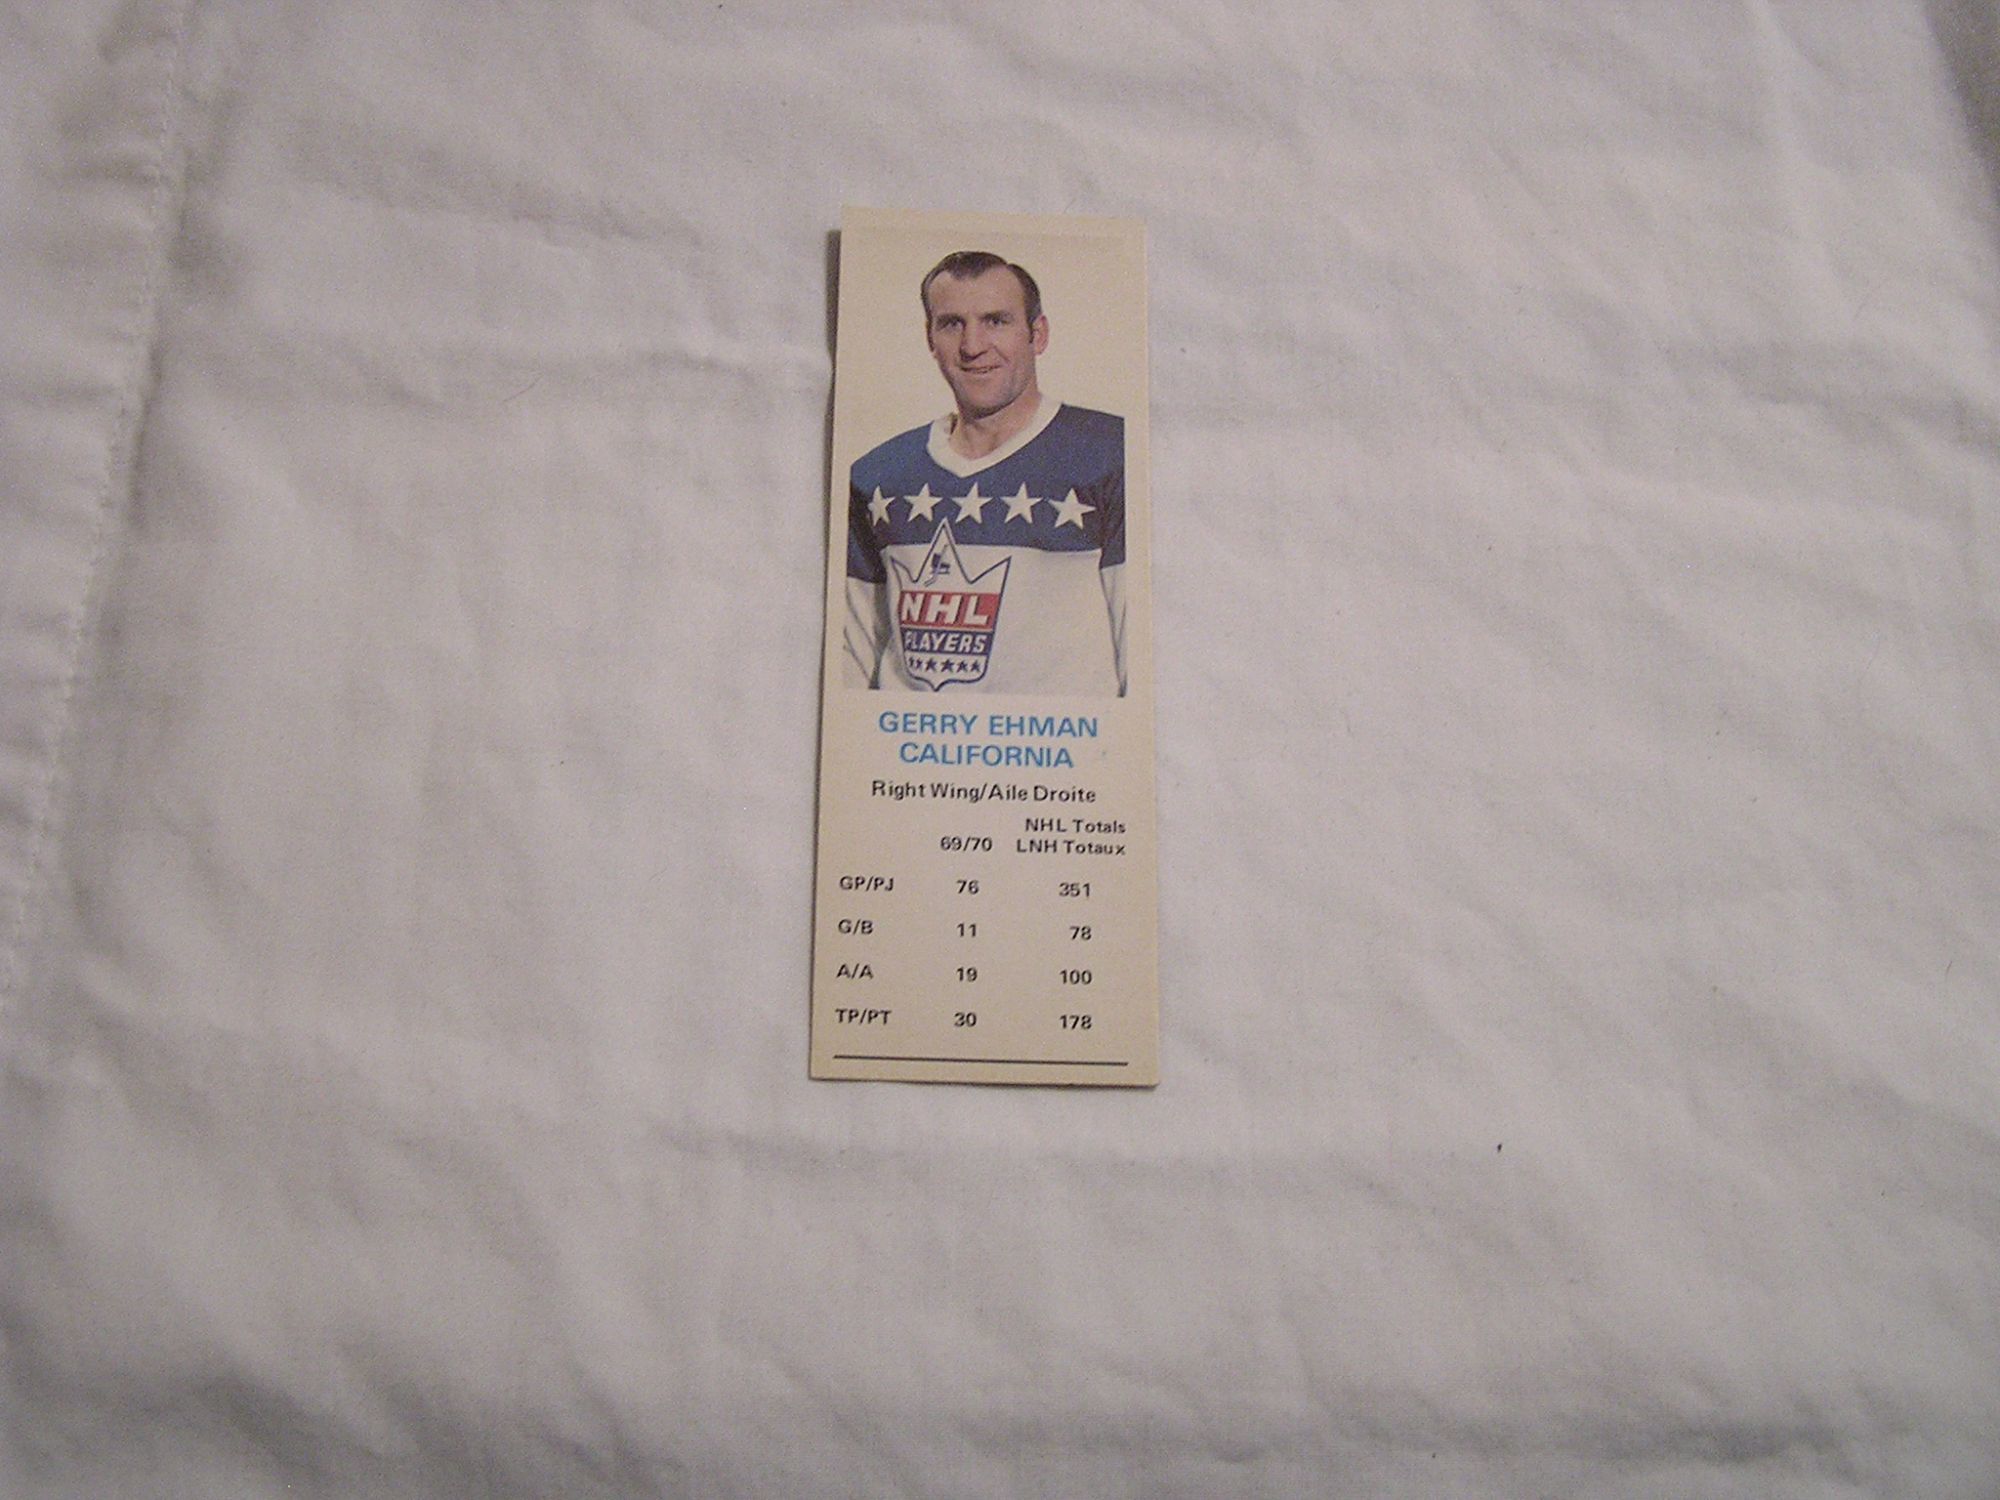 NHL
PLAYERS
GERRY EHMAN
CALIFORNIA
Right Wing/Aile Droite
NHL Totals
69/70 LNH Totaux
GP/PJ 76 351
G/B 11 78
A/A 19 100
TP/PT 30 178